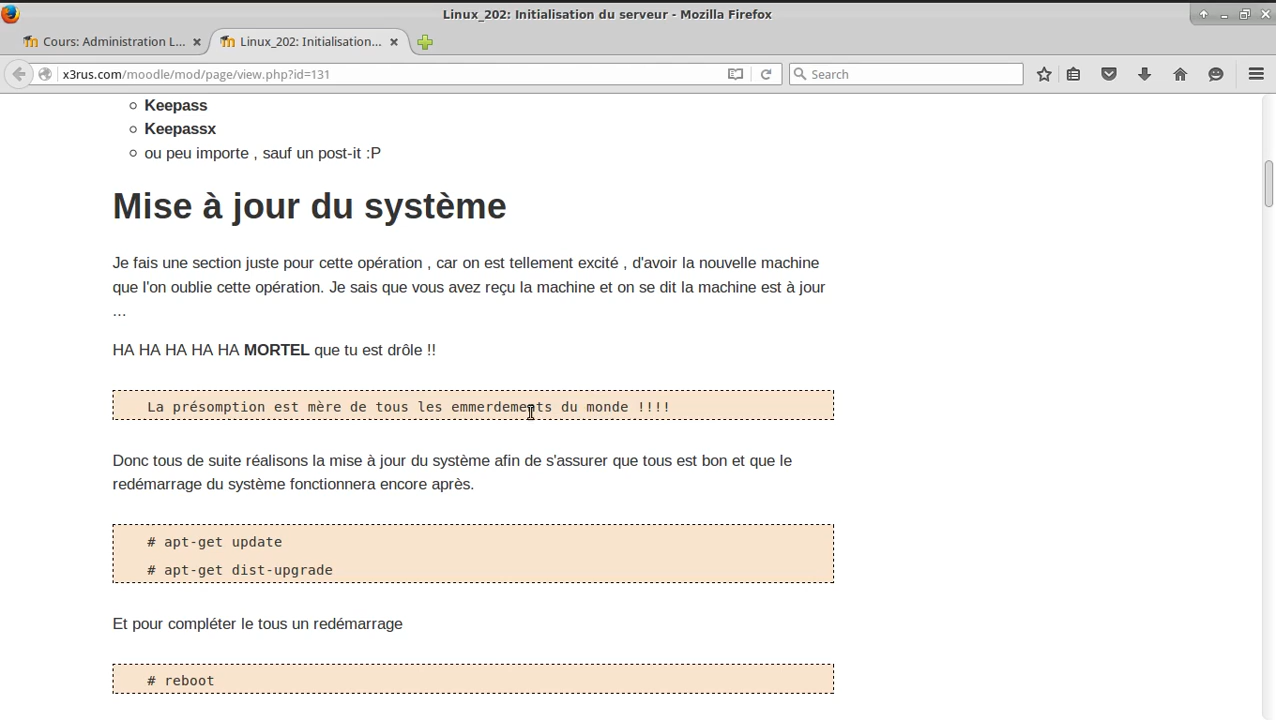 Linux_202: Initialisation du serveur - Mozilla Firefox
Cours: Administration L...
Linux_202: Initialisation...
x3rus.com/moodle/mod/page/view.php?id=131
Search
Keepass
Keepassx
ou peu importe , sauf un post-it :P
Mise à jour du système
Je fais une section juste pour cette opération , car on est tellement excité , d'avoir la nouvelle machine
que l'on oublie cette opération. Je sais que vous avez reçu la machine et on se dit la machine est à jour
…
HA HA HA HA HA MORTEL que tu est drôle !!
La présomption est mère de tous les emmerdements du monde !!!!
Donc tous de suite réalisons la mise à jour du système afin de s'assurer que tous est bon et que le
redémarrage du système fonctionnera encore après.
# apt-get update
# apt-get dist-upgrade
Et pour compléter le tous un redémarrage
# reboot